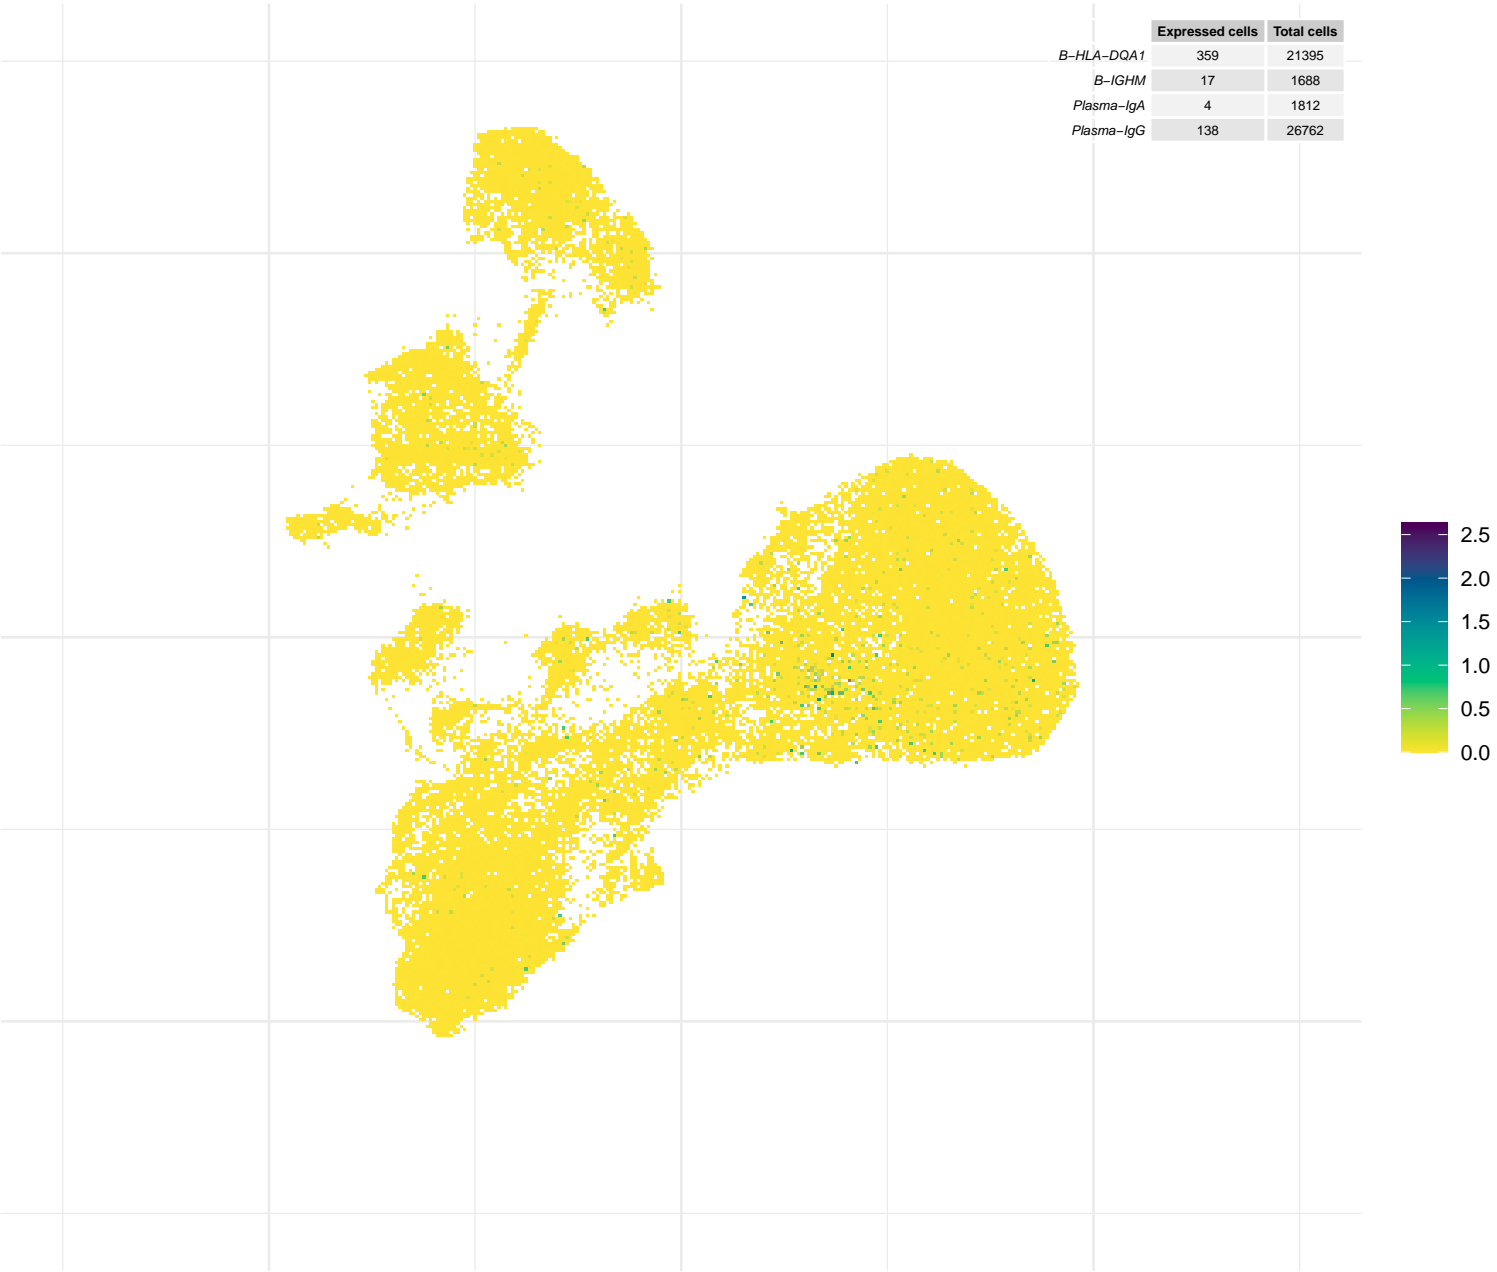 Expressed cells Total cells
B−HLA−DQA1 359 21395
B−IGHM 17 1688
Plasma−IgA 4 1812
Plasma−IgG 138 26762
2.5
2.0
1.5
1.0
0.5
0.0